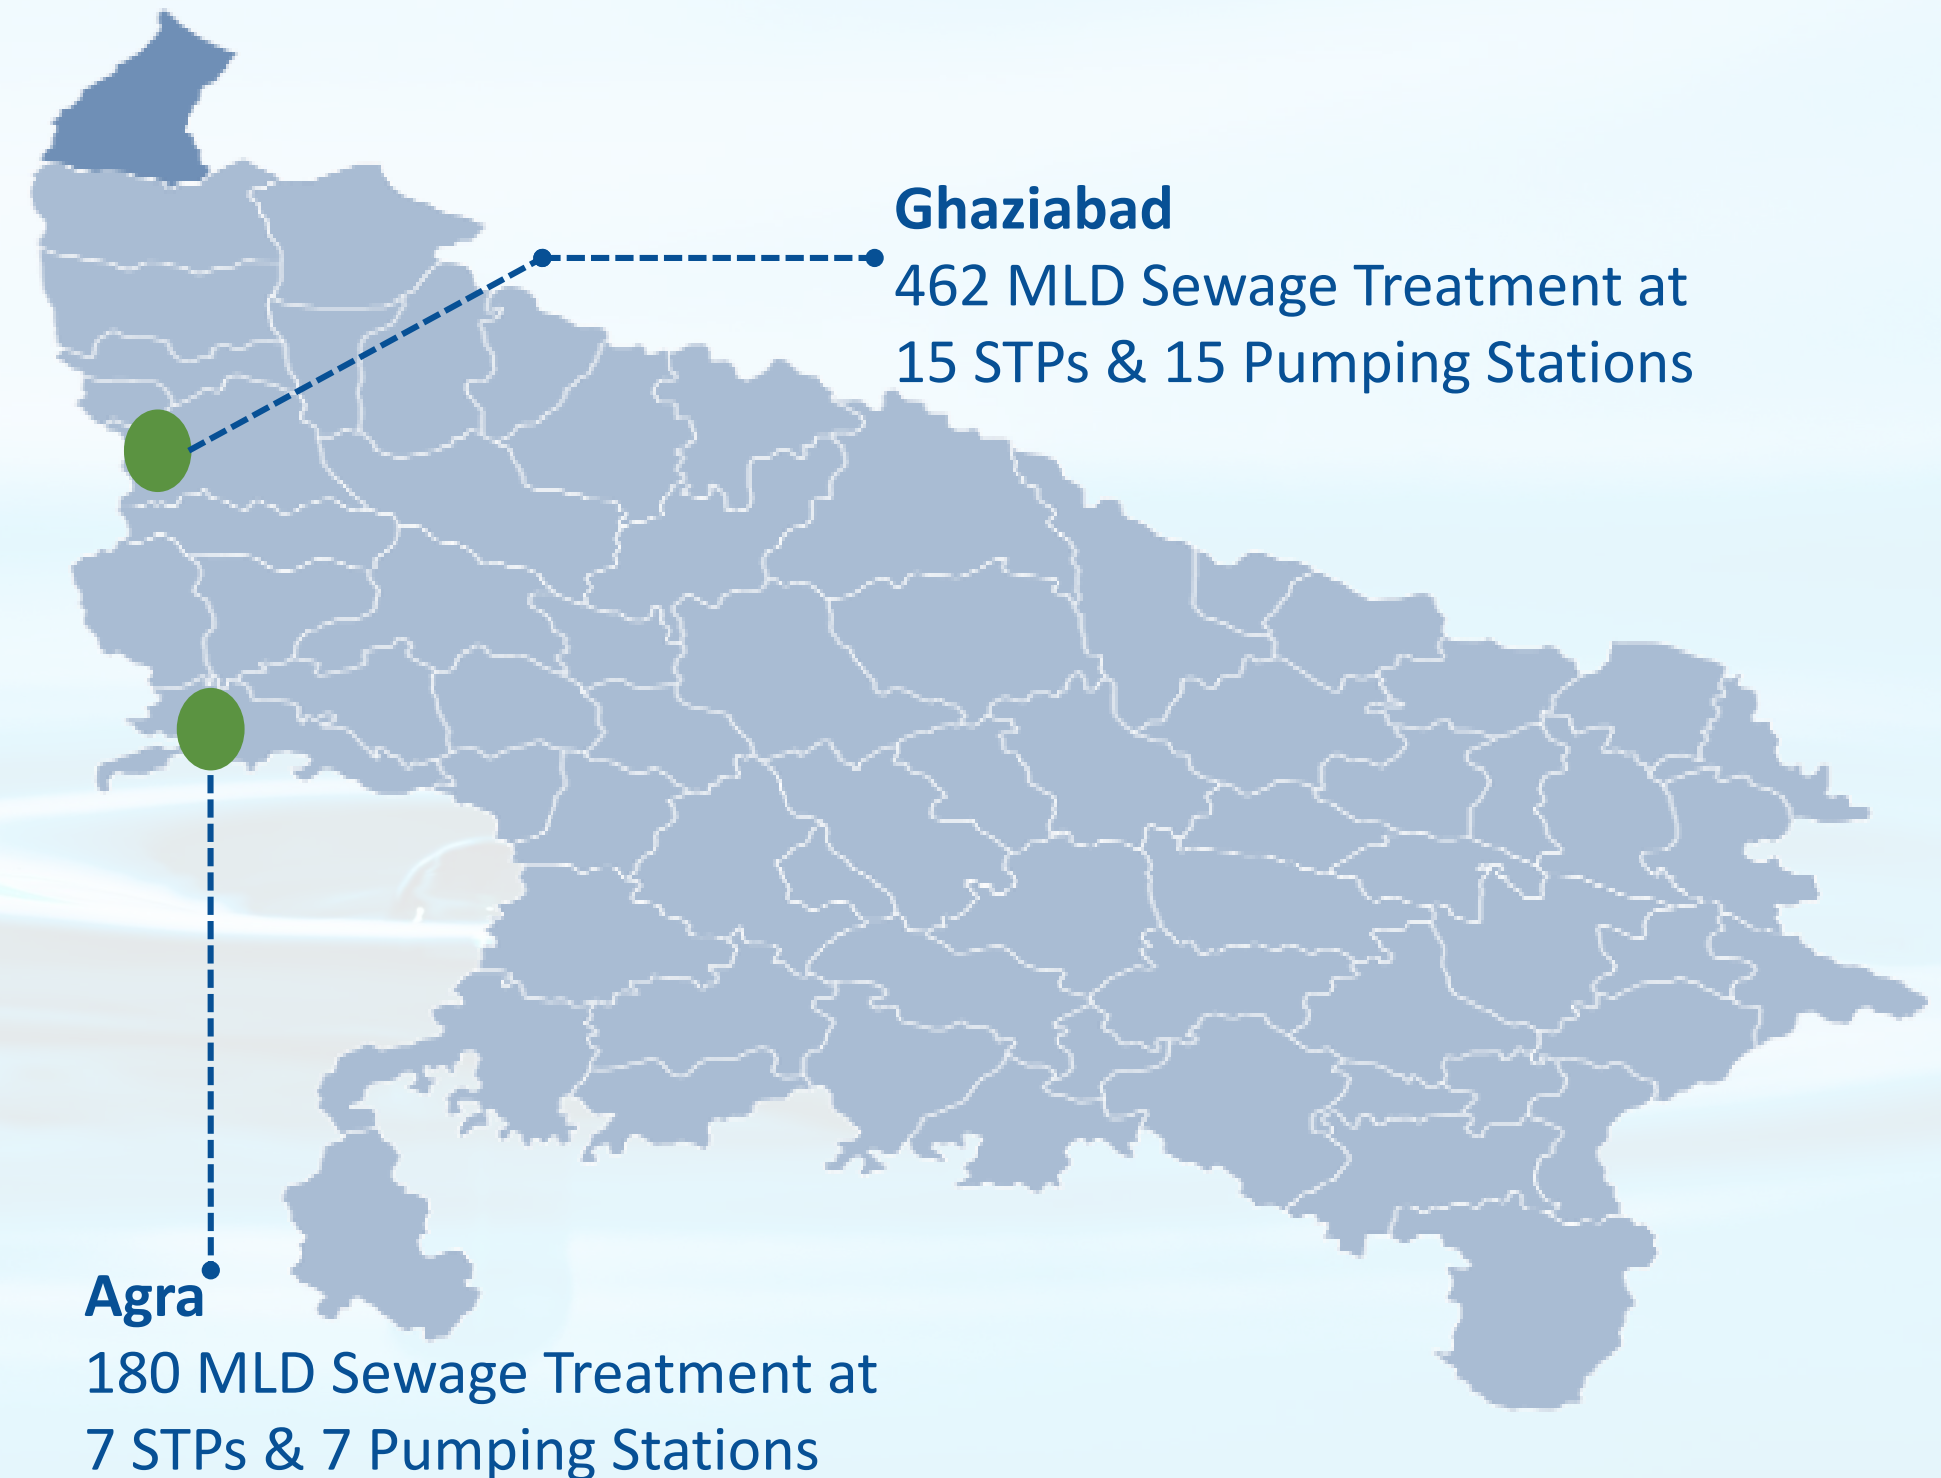 Ghaziabad
462 MLD Sewage Treatment at
15 STPs & 15 Pumping Stations
Agra
180 MLD Sewage Treatment at
7 STPs & 7 Pumping Stations